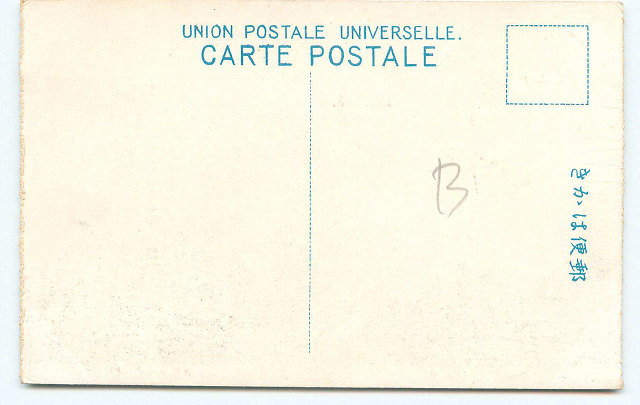 UNION POSTALE UNIVERSELLE.
CARTE POSTALE
B
郵便はかき